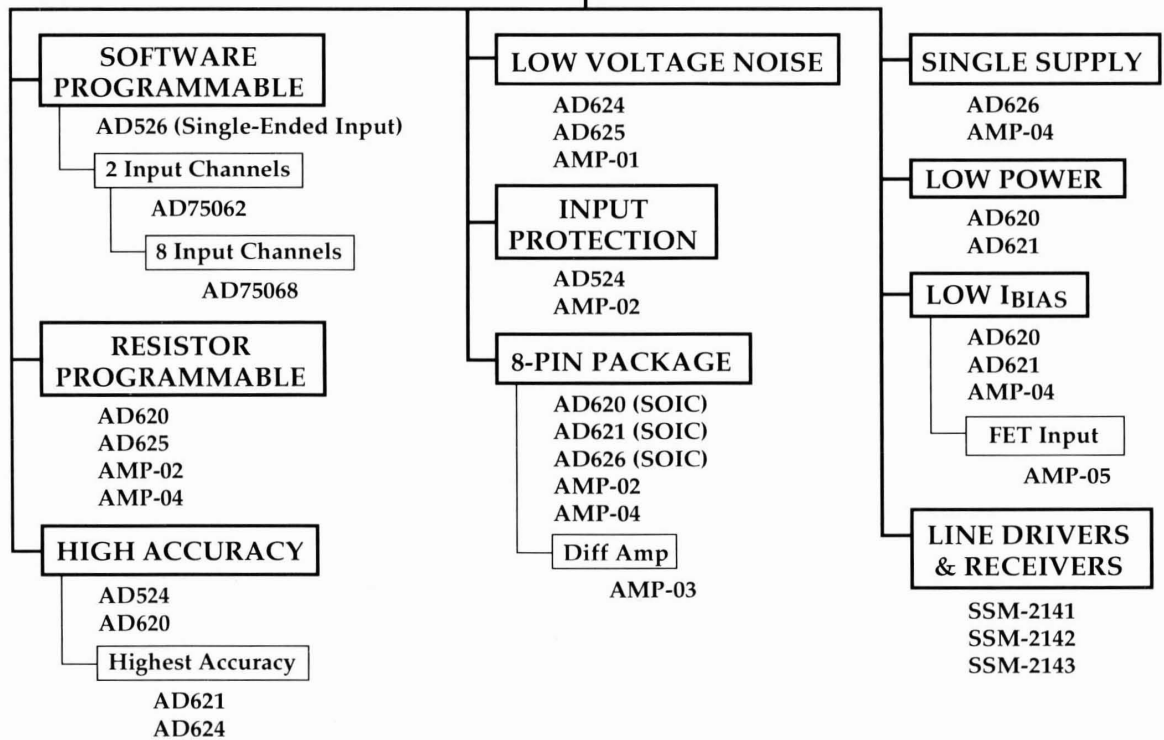 SOFTWARE
PROGRAMMABLE
AD526 (Single-Ended Input)
2 Input Channels
AD75062
8 Input Channels
AD75068
RESISTOR
PROGRAMMABLE
AD620
AD625
AMP-02
AMP-04
HIGH ACCURACY
AD524
AD620
Highest Accuracy
AD621
AD624
LOW VOLTAGE NOISE
AD624
AD625
AMP-01
INPUT
PROTECTION
AD524
AMP-02
8-PIN PACKAGE
AD620 (SOIC)
AD621 (SOIC)
AD626 (SOIC)
AMP-02
AMP-04
Diff Amp
AMP-03
SINGLE SUPPLY
AD626
AMP-04
LOW POWER
AD620
AD621
LOW IBIAS
AD620
AD621
AMP-04
FET Input
AMP-05
LINE DRIVERS
& RECEIVERS
SSM-2141
SSM-2142
SSM-2143